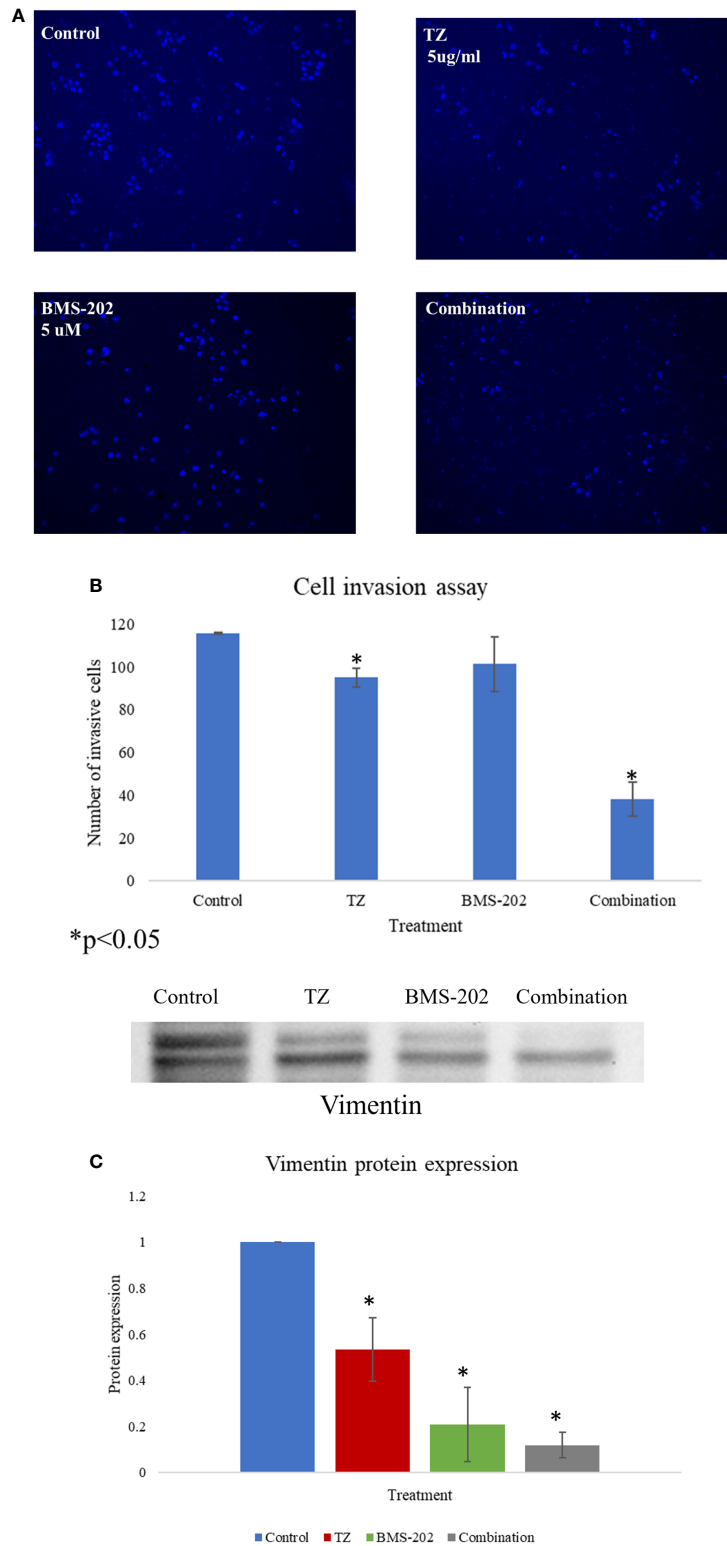 A
Control
TZ
5ug/ml
BMS-202
5 uM
Combination
B
Cell invasion assay
120
100
80
60
40
20
0
Number of invasive cells
*
*
Control TZ BMS-202 Combination
Treatment
*p<0.05
Control TZ BMS-202 Combination
Vimentin
C
Vimentin protein expression
1.2
1
0.8
0.6
0.4
0.2
0
Protein expression
*
*
*
Treatment
Control TZ BMS-202 Combination